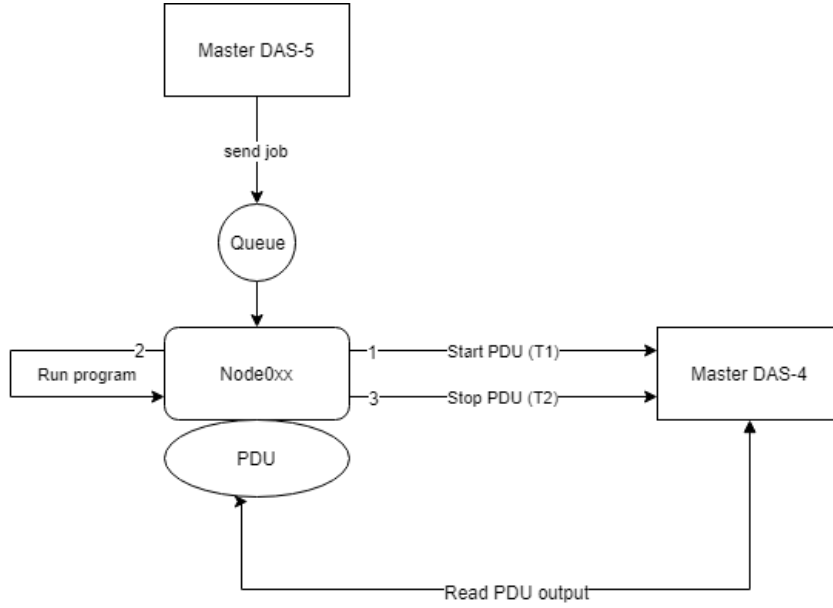 Master DAS-5
send job
Queue
2
1
Start PDU (T1)
Run program
Node0xx
Master DAS-4
3
Stop PDU (T2)
PDU
Read PDU output